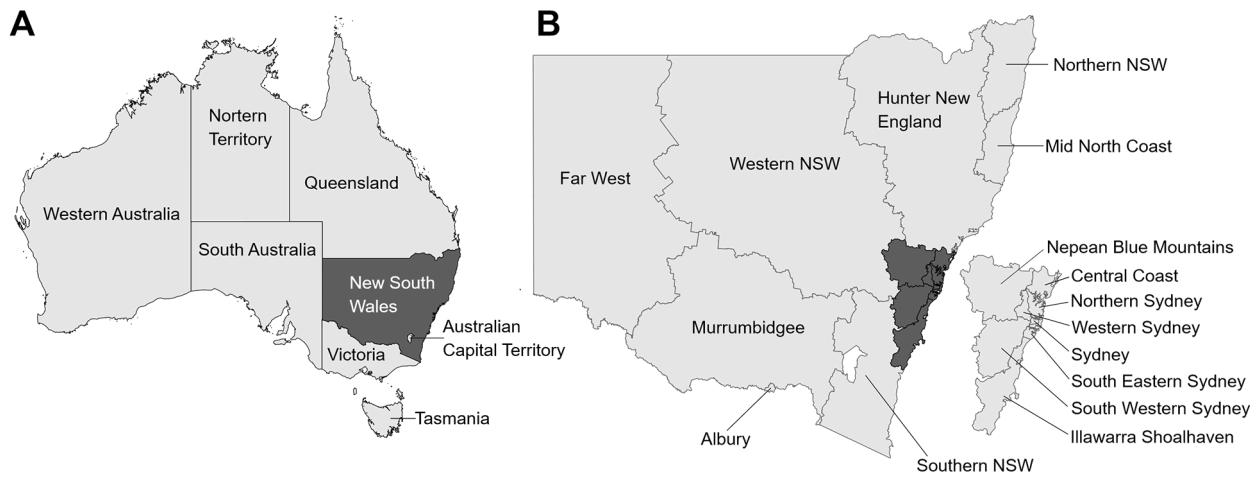 A
Nortern
Territory
Queensland
Western Australia
South Australia
New South
Wales
Australian
Capital Territory
Victoria
Tasmania
B
Northern NSW
Hunter New
England
Mid North Coast
Western NSW
Far West
Nepean Blue Mountains
Central Coast
Northern Sydney
Western Sydney
Murrumbidgee
Sydney
South Eastern Sydney
South Western Sydney
Illawarra Shoalhaven
Albury
Southern NSW